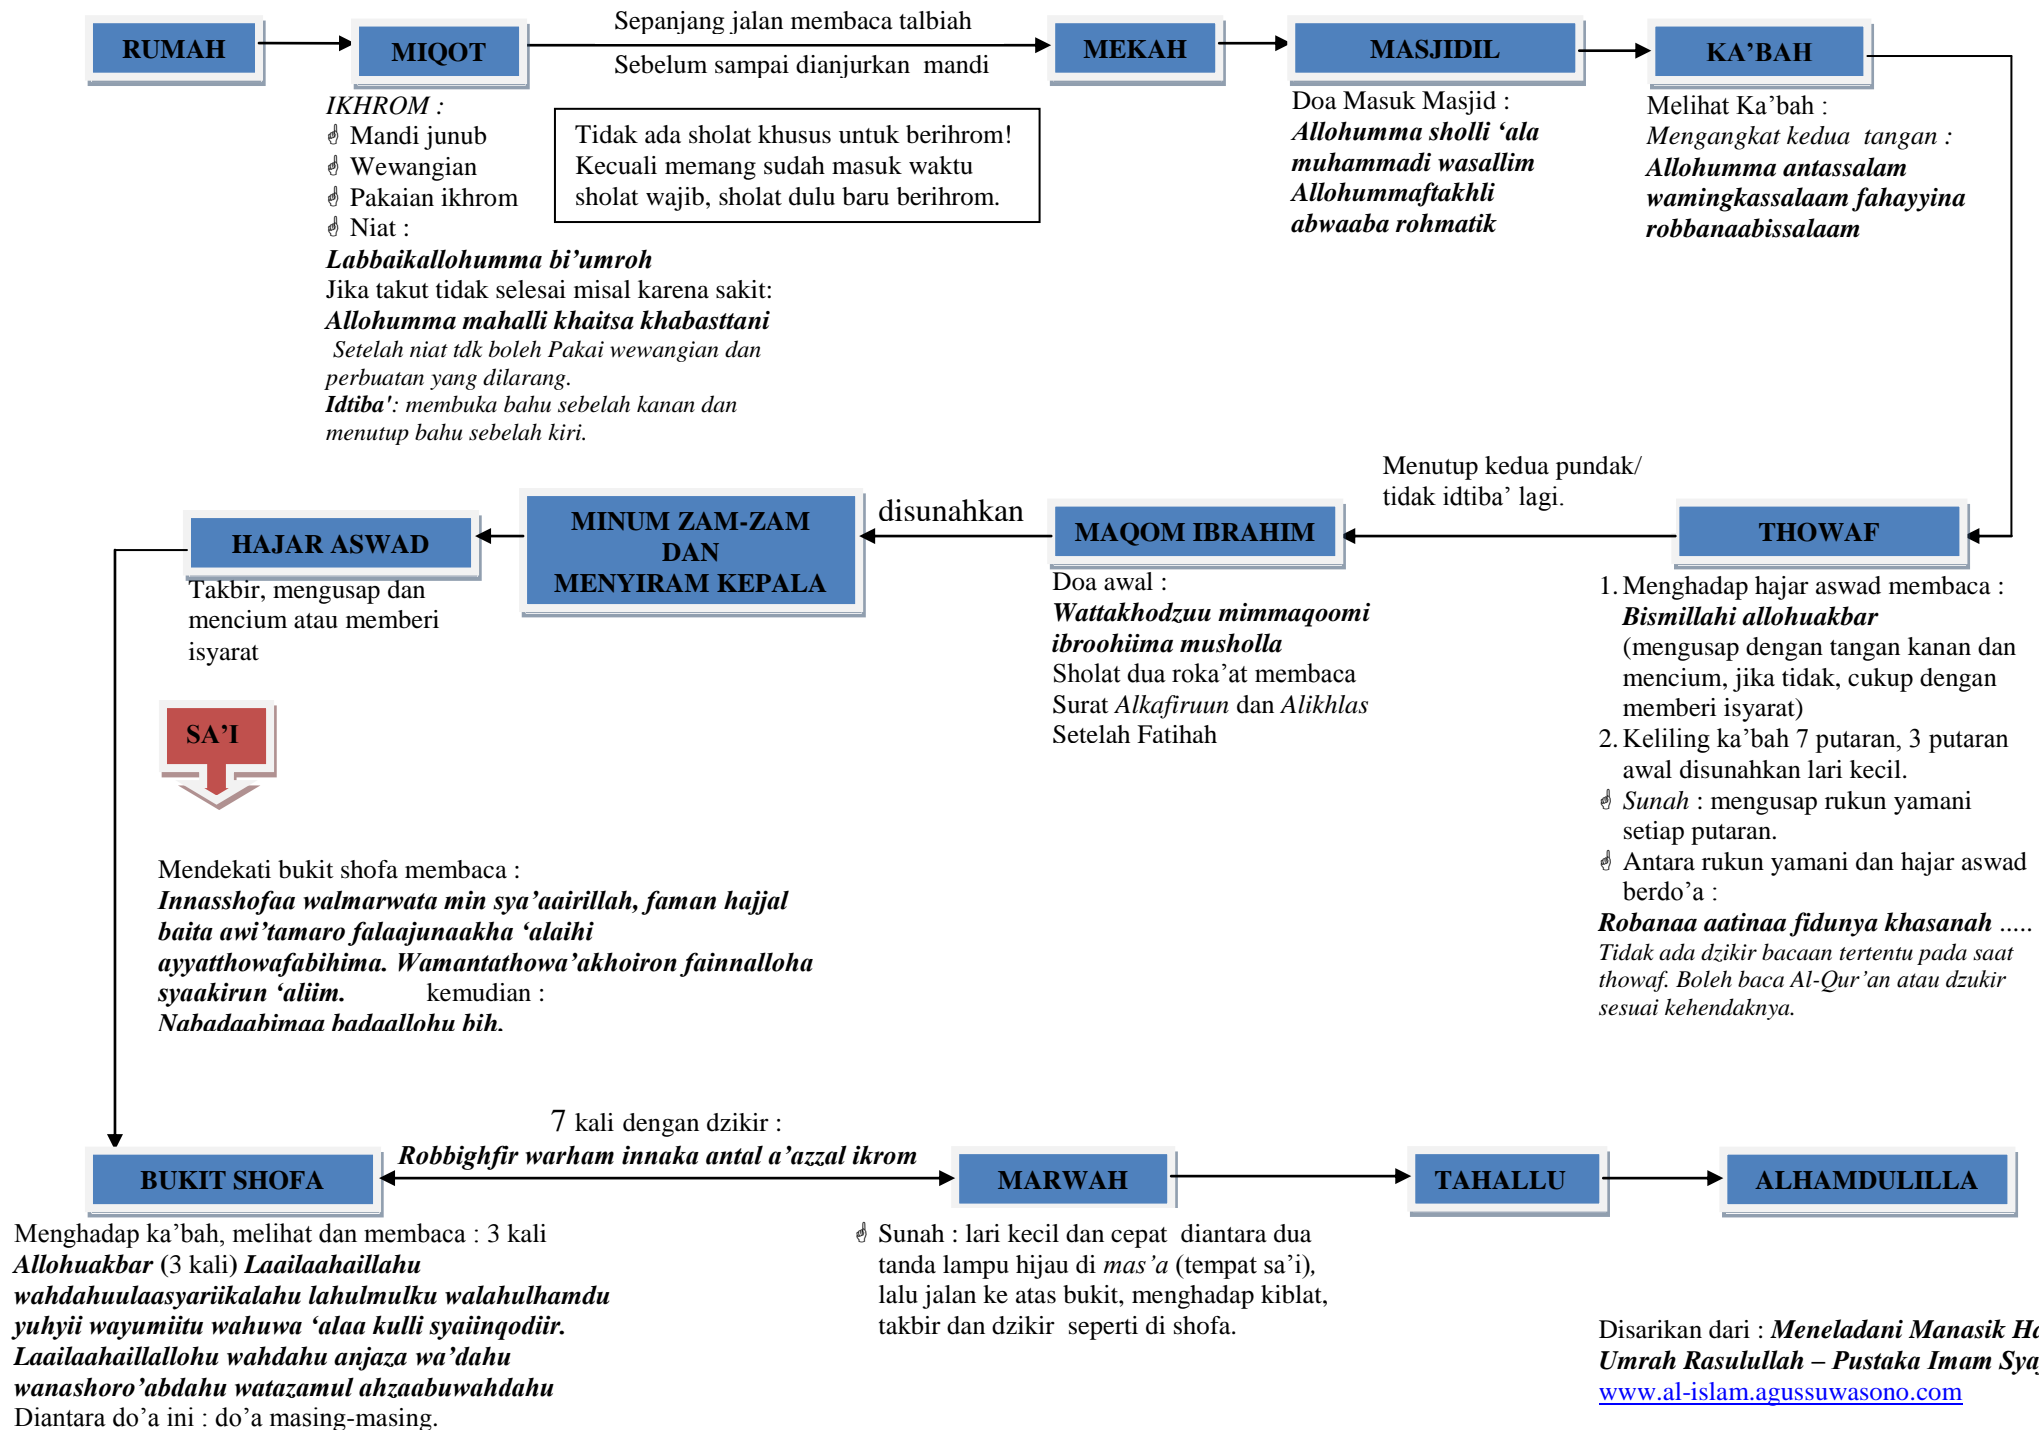 Sepanjang jalan membaca talbiah
RUMAH
MIQOT
MEKAH
MASJIDIL
KA’BAH
Sebelum sampai dianjurkan mandi
IKHROM :
Mandi junub
Wewangian
Pakaian ikhrom
Niat :
Labbaikallohumma bi’umroh
Jika takut tidak selesai misal karena sakit:
Allohumma mahalli khaitsa khabasttani
Setelah niat tdk boleh Pakai wewangian dan
perbuatan yang dilarang.
Idtiba': membuka bahu sebelah kanan dan
menutup bahu sebelah kiri.
Tidak ada sholat khusus untuk berihrom!
Kecuali memang sudah masuk waktu
sholat wajib, sholat dulu baru berihrom.
Doa Masuk Masjid :
Allohumma sholli ‘ala
muhammadi wasallim
Allohummaftakhli
abwaaba rohmatik
Melihat Ka’bah :
Mengangkat kedua tangan :
Allohumma antassalam
wamingkassalaam fahayyina
robbanaabissalaam
THOWAF
1. Menghadap hajar aswad membaca :
Bismillahi allohuakbar
(mengusap dengan tangan kanan dan
mencium, jika tidak, cukup dengan
memberi isyarat)
2. Keliling ka’bah 7 putaran, 3 putaran
awal disunahkan lari kecil.
Sunah : mengusap rukun yamani
setiap putaran.
Antara rukun yamani dan hajar aswad
berdo’a :
Robanaa aatinaa fidunya khasanah .....
Tidak ada dzikir bacaan tertentu pada saat
thowaf. Boleh baca Al-Qur’an atau dzukir
sesuai kehendaknya.
Menutup kedua pundak/
tidak idtiba’ lagi.
MAQOM IBRAHIM
Doa awal :
Wattakhodzuu mimmaqoomi
ibroohiima musholla
Sholat dua roka’at membaca
Surat Alkafiruun dan Alikhlas
Setelah Fatihah
disunahkan
MINUM ZAM-ZAM
DAN
MENYIRAM KEPALA
HAJAR ASWAD
Takbir, mengusap dan
mencium atau memberi
isyarat
SA’I
Mendekati bukit shofa membaca :
Innasshofaa walmarwata min sya’aairillah, faman hajjal
baita awi’tamaro falaajunaakha ‘alaihi
ayyatthowafabihima. Wamantathowa’akhoiron fainnalloha
syaakirun ‘aliim. kemudian :
Nabadaabimaa badaallohu bih.
BUKIT SHOFA
7 kali dengan dzikir :
Robbighfir warham innaka antal a’azzal ikrom
MARWAH
TAHALLU
ALHAMDULILLA
Menghadap ka’bah, melihat dan membaca : 3 kali
Allohuakbar (3 kali) Laailaahaillahu
wahdahuulaasyariikalahu lahulmulku walahulhamdu
yuhyii wayumiitu wahuwa ‘alaa kulli syaiinqodiir.
Laailaahaillallohu wahdahu anjaza wa’dahu
wanashoro’abdahu watazamul ahzaabuwahdahu
Diantara do’a ini : do’a masing-masing.
Sunah : lari kecil dan cepat diantara dua
tanda lampu hijau di mas’a (tempat sa’i),
lalu jalan ke atas bukit, menghadap kiblat,
takbir dan dzikir seperti di shofa.
Disarikan dari : Meneladani Manasik Ha
Umrah Rasulullah – Pustaka Imam Sya
www.al-islam.agussuwasono.com